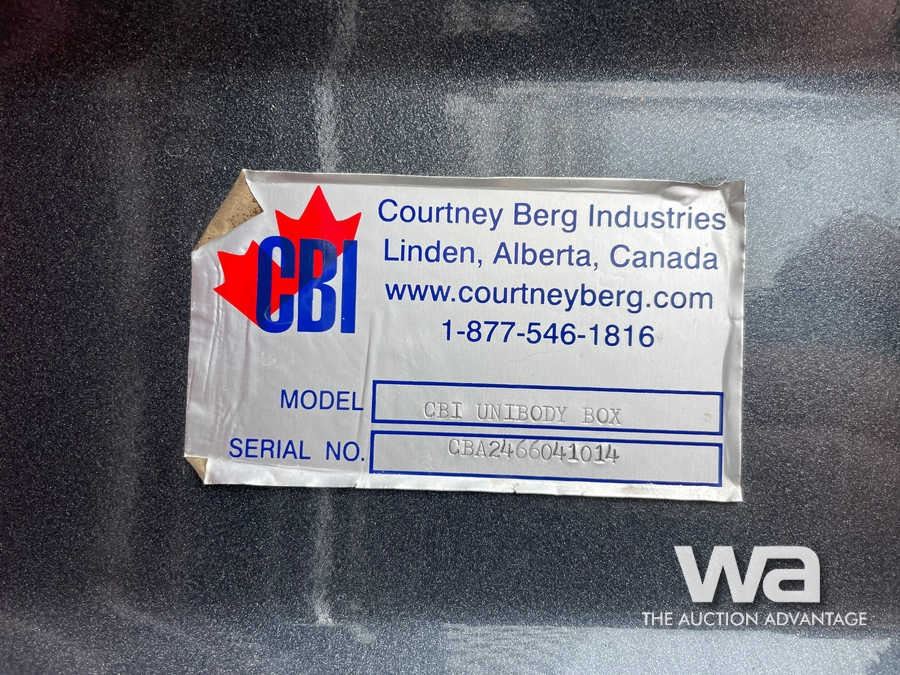 CBI
Courtney Berg Industries
Linden, Alberta, Canada
www.courtneyberg.com
1-877-546-1816
MODEL CBI UNIBODY BOX
SERIAL NO. CBA2466041014
wa
THE AUCTION ADVANTAGE